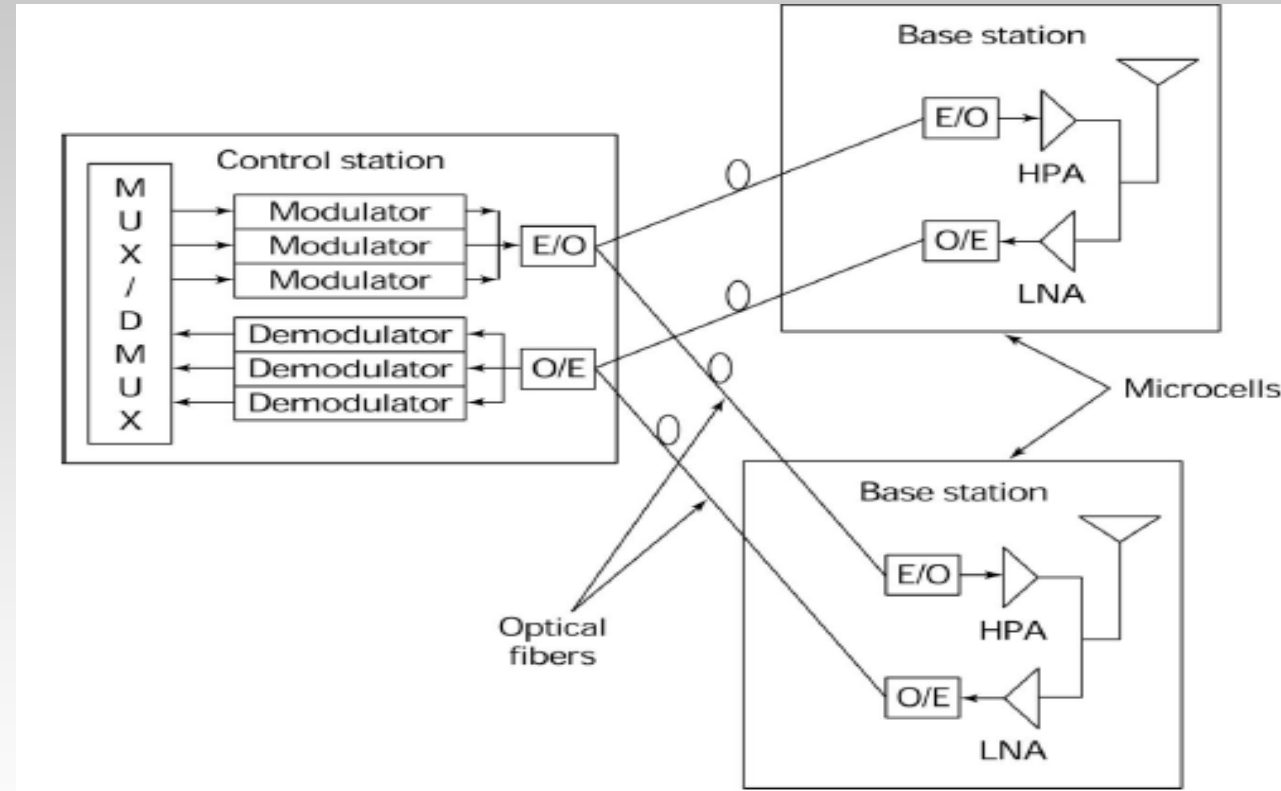 Control station
M
U
X
/
D
M
U
X
Modulator
Modulator
Modulator
E/O
Demodulator
Demodulator
Demodulator
O/E
Base station
E/O
HPA
O/E
LNA
Microcells
Optical
fibers
Base station
E/O
HPA
O/E
LNA